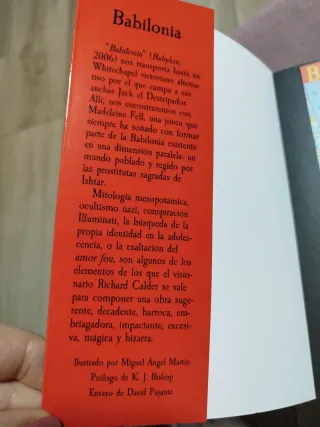 Babilonia
"Babilonia" (Babylon,
2006) nos transporta hasta un
Whitechapel victoriano alterna-
tivo por el que campa a sus
anchas Jack el Destripador.
Allí, nos encontraremos con
Madeleine Fell, una joven que
siempre ha soñado con formar
parte de la Babilonia existente
en una dimensión paralela: un
mundo poblado y regido por
las prostitutas sagradas de
Ishtar.
Mitología mesopotámica,
ocultismo nazi, conspiración
Illuminati, la búsqueda de la
propia identidad en la adoles-
cencia, o la exaltación del
amor fou, son algunos de los
elementos de los que el visio-
nario Richard Calder se vale
para componer una obra suge-
rente, decadente, barroca, em-
briagadora, impactante, excesi-
va, mágica y bizarra.
Ilustrado por Miguel Ángel Martín
Prólogo de K. J. Bishop
Ensayo de David Pujante